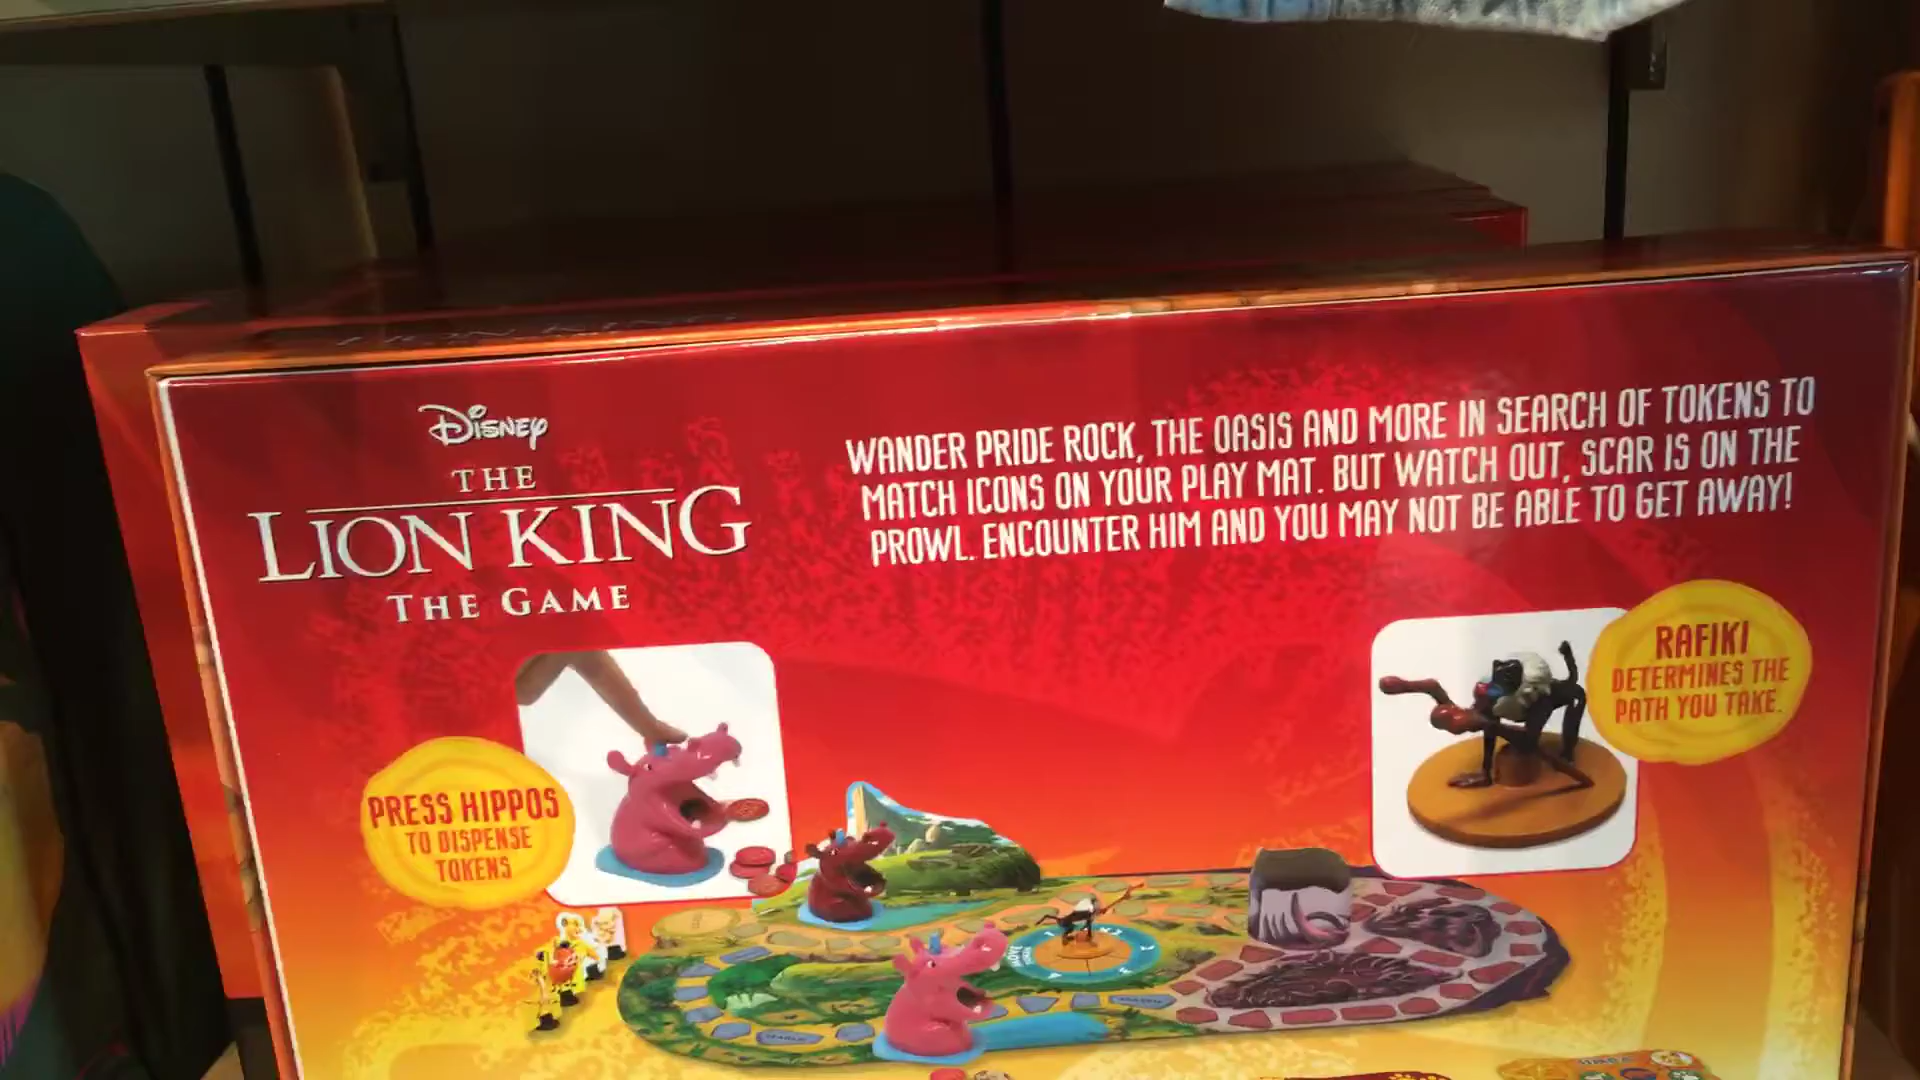 DISNEY
THE
LION KING
THE GAME
WANDER PRIDE ROCK, THE OASIS AND MORE IN SEARCH OF TOKENS TO
MATCH ICONS ON YOUR PLAY MAT. BUT WATCH OUT, SCAR IS ON THE
PROWL. ENCOUNTER HIM AND YOU MAY NOT BE ABLE TO GET AWAY!
RAFIKI
DETERMINES THE
PATH YOU TAKE.
PRESS HIPPOS
TO DISPENSE
TOKENS